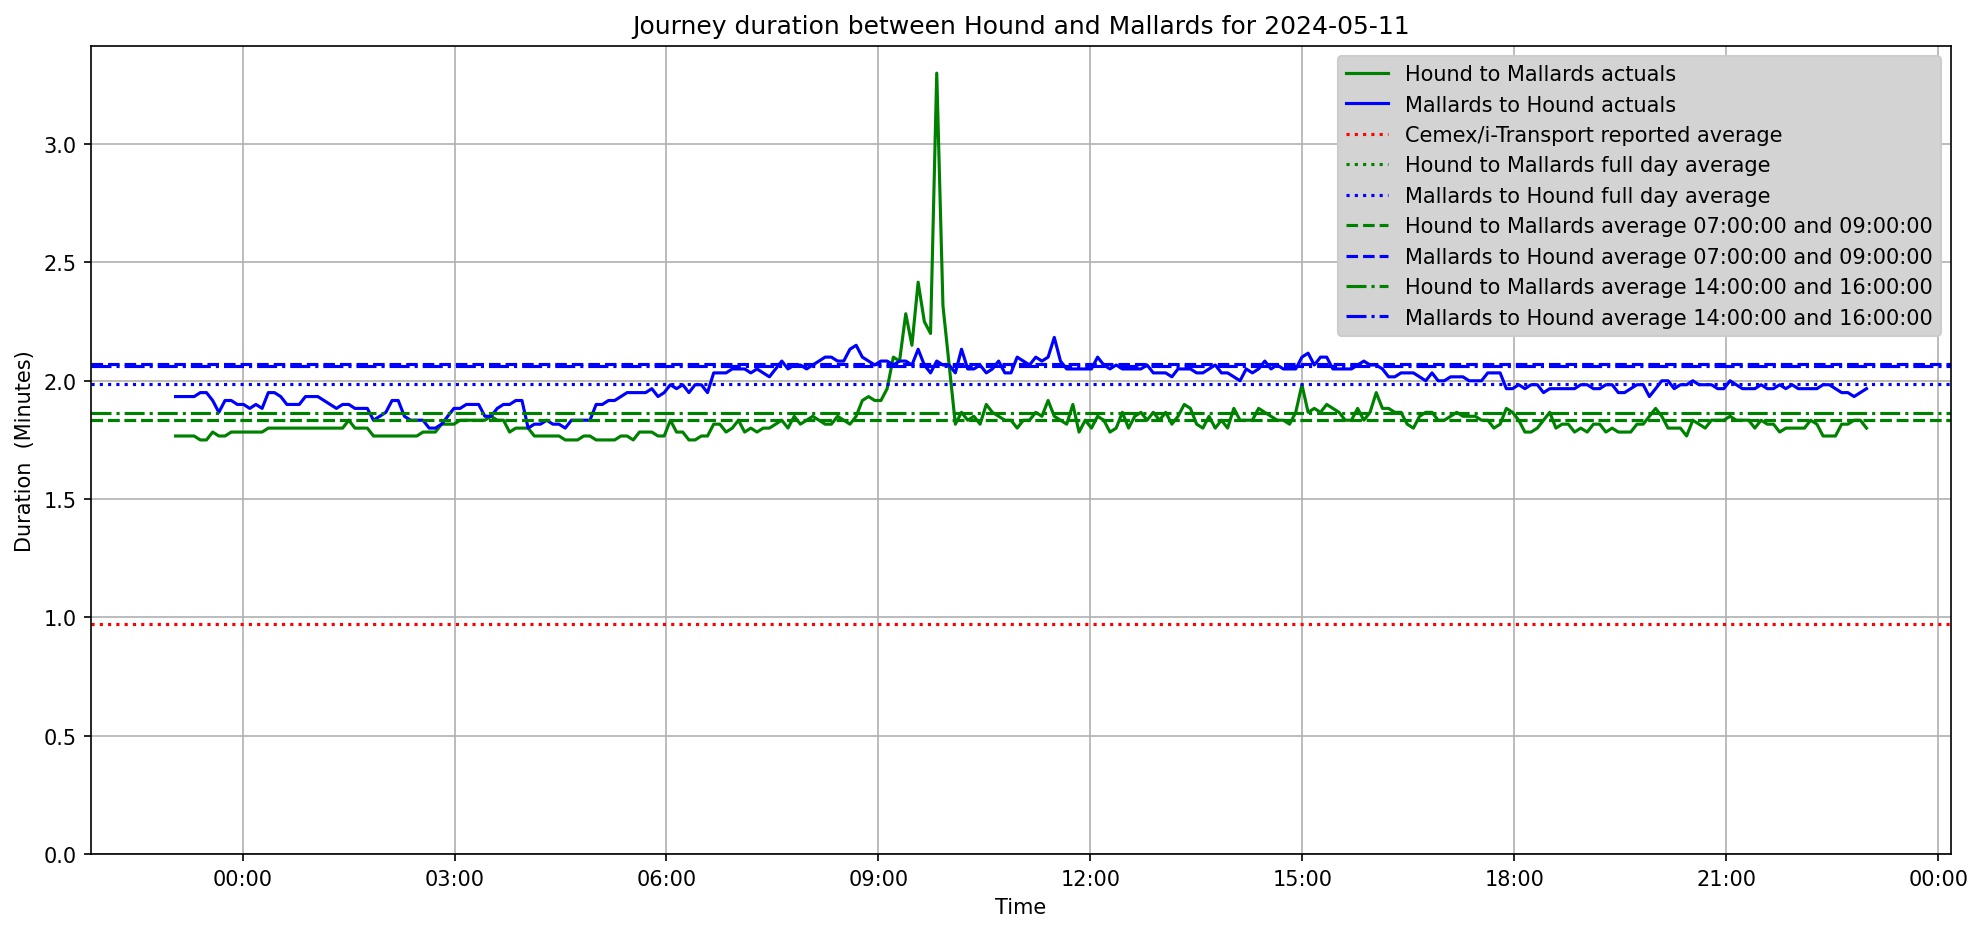 Journey duration between Hound and Mallards for 2024-05-11
Hound to Mallards actuals
Mallards to Hound actuals
Cemex/i-Transport reported average
Hound to Mallards full day average
Mallards to Hound full day average
Hound to Mallards average 07:00:00 and 09:00:00
Mallards to Hound average 07:00:00 and 09:00:00
Hound to Mallards average 14:00:00 and 16:00:00
Mallards to Hound average 14:00:00 and 16:00:00
Duration (Minutes)
3.0
2.5
2.0
1.5
1.0
0.5
0.0
00:00 03:00 06:00 09:00 12:00 15:00 18:00 21:00 00:00
Time